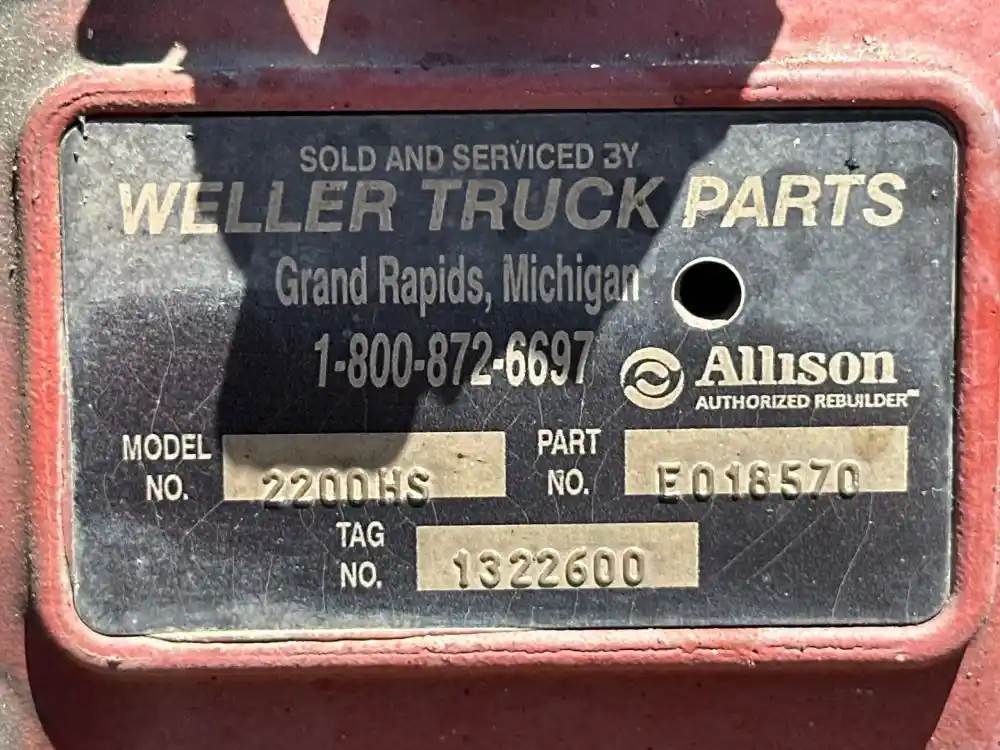 SOLD AND SERVICED BY
WELLER TRUCK PARTS
Grand Rapids, Michigan
1-800-872-6697
Allison
AUTHORIZED REBUILDER℠
MODEL NO. 2200HS
PART NO. E018570
TAG NO. 1322600